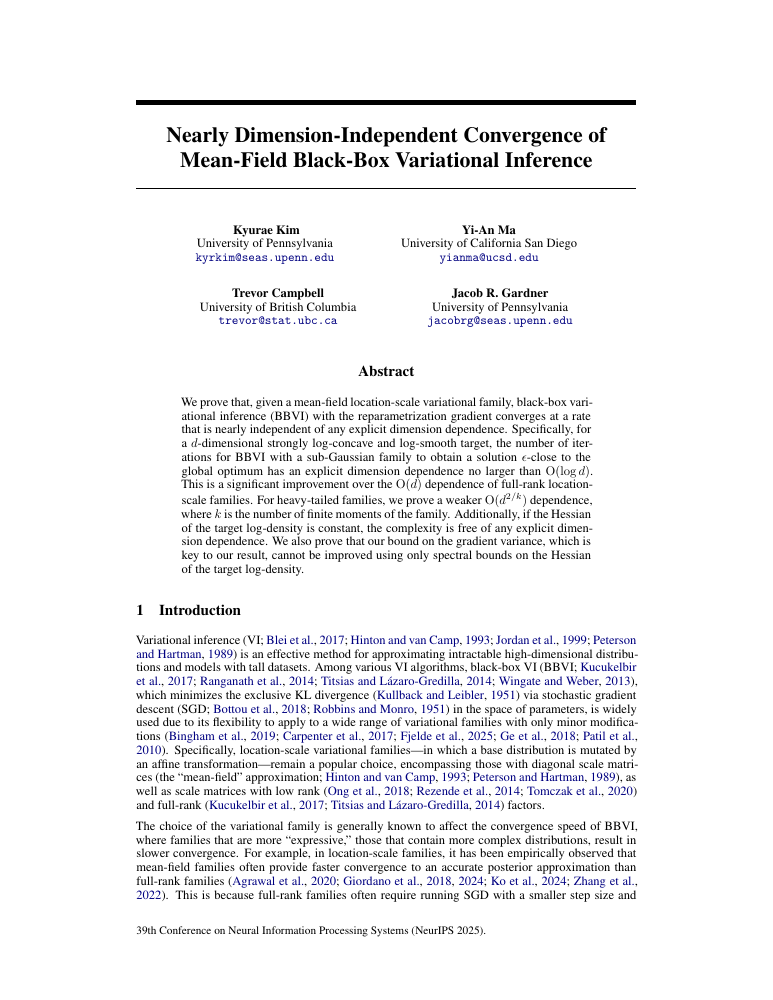 Nearly Dimension-Independent Convergence of
Mean-Field Black-Box Variational Inference
Kyurae Kim
University of Pennsylvania
kyrkim@seas.upenn.edu
Yi-An Ma
University of California San Diego
yianma@ucsd.edu
Trevor Campbell
University of British Columbia
trevor@stat.ubc.ca
Jacob R. Gardner
University of Pennsylvania
jacobrg@seas.upenn.edu
Abstract
We prove that, given a mean-field location-scale variational family, black-box vari-
ational inference (BBVI) with the reparametrization gradient converges at a rate
that is nearly independent of any explicit dimension dependence. Specifically, for
a d-dimensional strongly log-concave and log-smooth target, the number of iter-
ations for BBVI with a sub-Gaussian family to obtain a solution ϵ-close to the
global optimum has an explicit dimension dependence no larger than O(log d).
This is a significant improvement over the O(d) dependence of full-rank location-
scale families. For heavy-tailed families, we prove a weaker O(d^{2/k}) dependence,
where k is the number of finite moments of the family. Additionally, if the Hessian
of the target log-density is constant, the complexity is free of any explicit dimen-
sion dependence. We also prove that our bound on the gradient variance, which is
key to our result, cannot be improved using only spectral bounds on the Hessian
of the target log-density.
1 Introduction
Variational inference (VI; Blei et al., 2017; Hinton and van Camp, 1993; Jordan et al., 1999; Peterson
and Hartman, 1989) is an effective method for approximating intractable high-dimensional distribu-
tions and models with tall datasets. Among various VI algorithms, black-box VI (BBVI; Kucukelbir
et al., 2017; Ranganath et al., 2014; Titsias and Lázaro-Gredilla, 2014; Wingate and Weber, 2013),
which minimizes the exclusive KL divergence (Kullback and Leibler, 1951) via stochastic gradient
descent (SGD; Bottou et al., 2018; Robbins and Monro, 1951) in the space of parameters, is widely
used due to its flexibility to apply to a wide range of variational families with only minor modifica-
tions (Bingham et al., 2019; Carpenter et al., 2017; Fjelde et al., 2025; Ge et al., 2018; Patil et al.,
2010). Specifically, location-scale variational families—in which a base distribution is mutated by
an affine transformation—remain a popular choice, encompassing those with diagonal scale matri-
ces (the “mean-field” approximation; Hinton and van Camp, 1993; Peterson and Hartman, 1989), as
well as scale matrices with low rank (Ong et al., 2018; Rezende et al., 2014; Tomczak et al., 2020)
and full-rank (Kucukelbir et al., 2017; Titsias and Lázaro-Gredilla, 2014) factors.
The choice of the variational family is generally known to affect the convergence speed of BBVI,
where families that are more “expressive,” those that contain more complex distributions, result in
slower convergence. For example, in location-scale families, it has been empirically observed that
mean-field families often provide faster convergence to an accurate posterior approximation than
full-rank families (Agrawal et al., 2020; Giordano et al., 2018, 2024; Ko et al., 2024; Zhang et al.,
2022). This is because full-rank families often require running SGD with a smaller step size and
39th Conference on Neural Information Processing Systems (NeurIPS 2025).